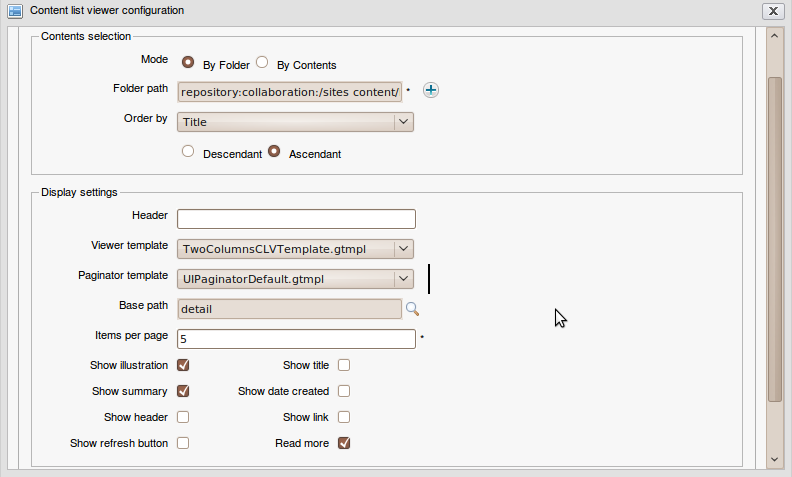 Content list viewer configuration
Contents selection
Mode By Folder By Contents
Folder path repository:collaboration:/sites content/ *
Order by Title
Descendant Ascendant
Display settings
Header
Viewer template TwoColumnsCLVTemplate.gtmpl
Paginator template UIPaginatorDefault.gtmpl
Base path detail
Items per page 5 *
Show illustration Show title
Show summary Show date created
Show header Show link
Show refresh button Read more